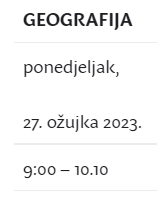 GEOGRAFIJA
ponedjeljak,
27. ožujka 2023.
9:00 – 10.10